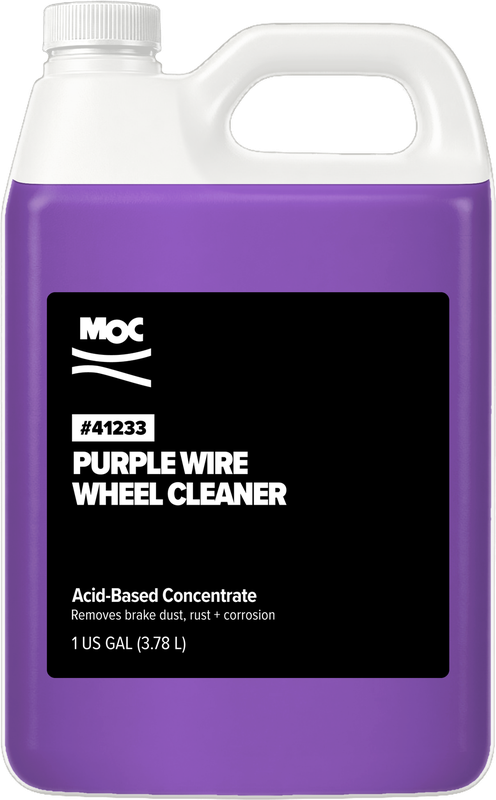 MOC
#41233
PURPLE WIRE
WHEEL CLEANER
Acid-Based Concentrate
Removes brake dust, rust + corrosion
1 US GAL (3.78 L)